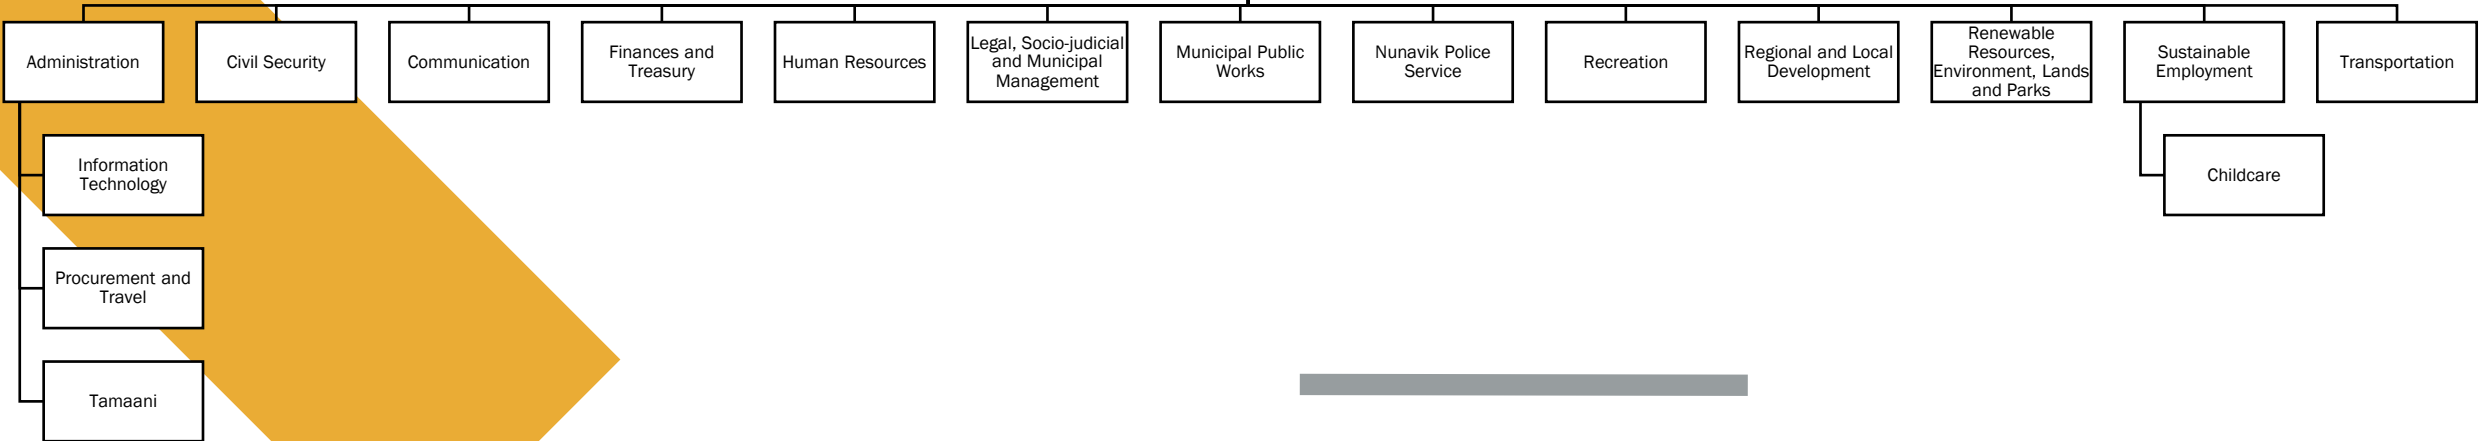 Administration
Civil Security
Communication
Finances and
Treasury
Human Resources
Legal, Socio-judicial
and Municipal
Management
Municipal Public
Works
Nunavik Police
Service
Recreation
Regional and Local
Development
Renewable
Resources,
Environment, Lands
and Parks
Sustainable
Employment
Transportation
Information
Technology
Childcare
Procurement and
Travel
Tamaani